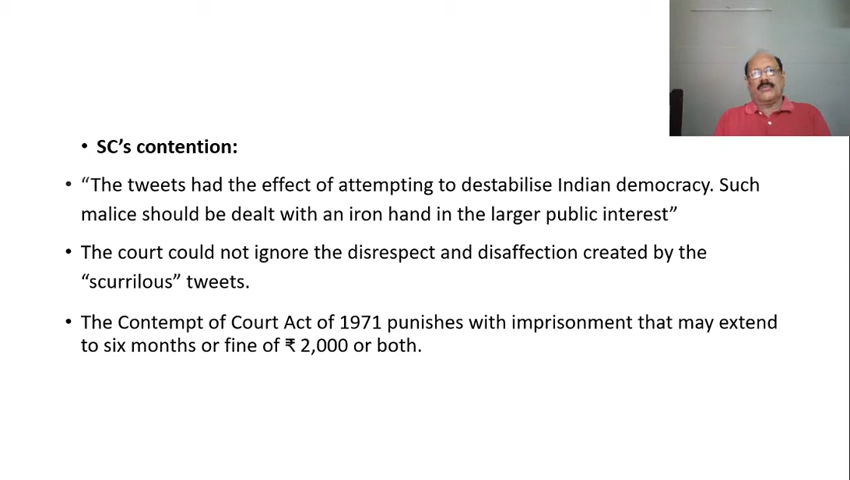 • SC's contention:
• “The tweets had the effect of attempting to destabilise Indian democracy. Such
malice should be dealt with an iron hand in the larger public interest”
• The court could not ignore the disrespect and disaffection created by the
“scurrilous” tweets.
• The Contempt of Court Act of 1971 punishes with imprisonment that may extend
to six months or fine of ₹ 2,000 or both.